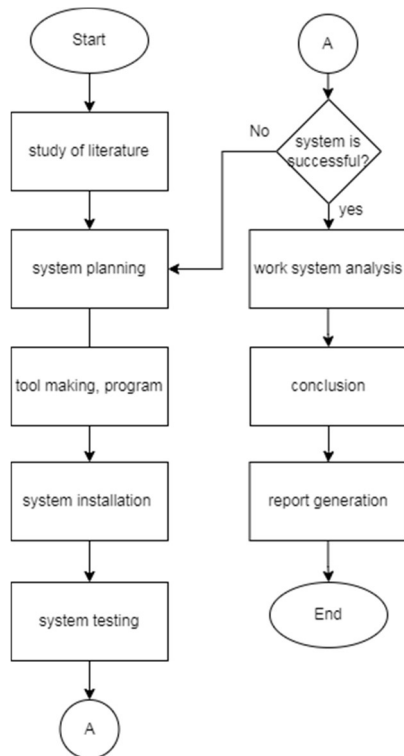 Start
study of literature
system planning
tool making, program
system installation
system testing
A
A
system is
successful?
No
yes
work system analysis
conclusion
report generation
End